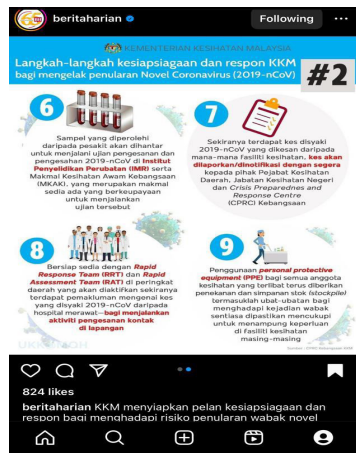 beritaharian
Following
KEMENTERIAN KESIHATAN MALAYSIA
Langkah-langkah kesiapsiagaan dan respon KKM
bagi mengelak penularan Novel Coronavirus (2019-nCoV)
#2
6
Sampel yang diperolehi
daripada pesakit akan dihantar
untuk menjalani ujian pengesanan dan
pengesahan 2019-nCoV di Institut
Penyelidikan Perubatan (IMR) serta
Makmal Kesihatan Awam Kebangsaan
(MKAK), yang merupakan makmal
sedia ada yang berkeupayaan
untuk menjalankan
ujian tersebut
7
Sekiranya terdapat kes disyaki
2019-nCoV yang dikesan daripada
mana-mana fasiliti kesihatan, kes akan
dilaporkan/dinotifikasi dengan segera
kepada pihak Pejabat Kesihatan
Daerah, Jabatan Kesihatan Negeri
dan Crisis Preparednes and
Response Centre
(CPRC) Kebangsaan
8
Bersiap sedia dengan Rapid
Response Team (RRT) dan Rapid
Assessment Team (RAT) di peringkat
daerah yang akan diaktifkan sekiranya
terdapat pemakluman mengenai kes
yang disyaki 2019-nCoV daripada
hospital merawat—bagi menjalankan
aktiviti pengesanan kontak
di lapangan
9
Penggunaan personal protective
equipment (PPE) bagi semua anggota
kesihatan yang terlibat terus diberikan
penekanan dan simpanan stok (stockpile)
termasuklah ubat-ubatan bagi
menghadapi kejadian wabak
sentiasa dipastikan mencukupi
untuk menampung keperluan
di fasiliti kesihatan
masing-masing
824 likes
beritaharian KKM menyiapkan pelan kesiapsiagaan dan
respon bagi menghadapi risiko penularan wabak novel